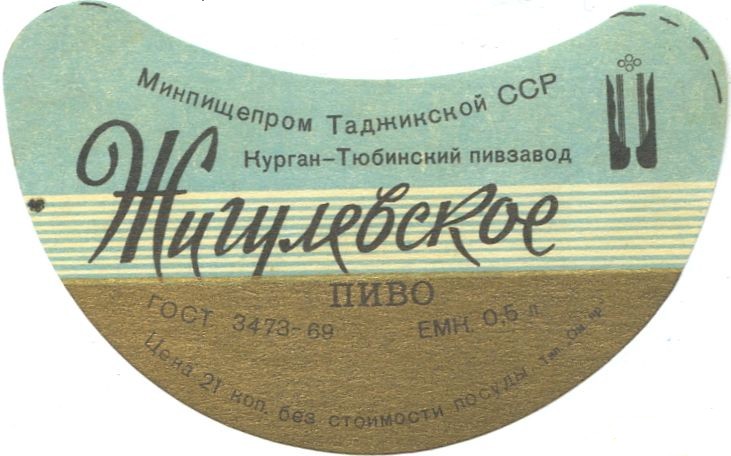 Минпищепром Таджикской ССР
Курган-Тюбинский пивзавод
Жигулевское
ПИВО
ГОСТ 3473-69 ЕМК. 0,5 л
Цена 21 коп. без стоимости посуды.